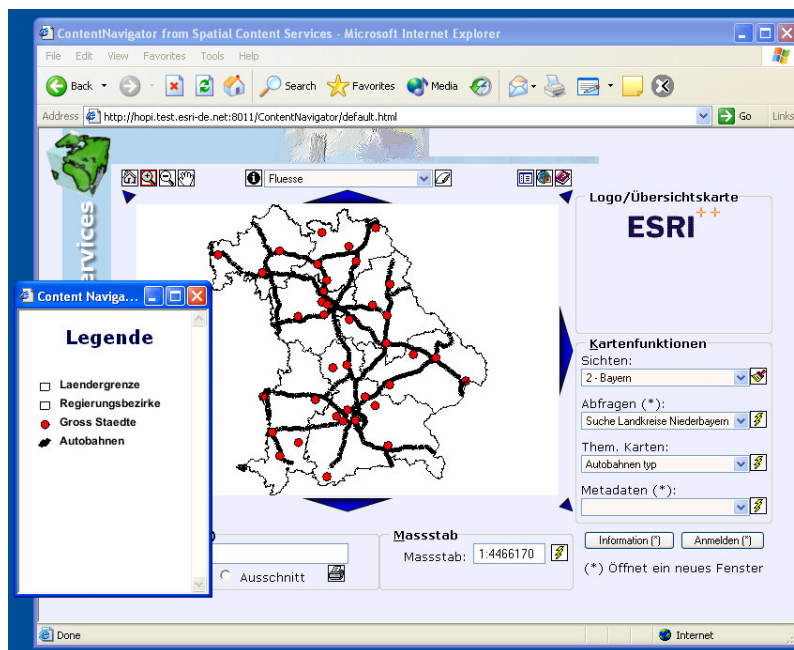 ContentNavigator from Spatial Content Services - Microsoft Internet Explorer
File Edit View Favorites Tools Help
Back Search Favorites Media
Address http://hopi.test.esri-de.net:8011/ContentNavigator/default.html Go Links
Fluesse
Logo/Übersichtskarte
ESRI
Content Naviga...
Legende
Laendergrenze
Regierungsbezirke
Gross Staedte
Autobahnen
Kartenfunktionen
Sichten:
2 - Bayern
Abfragen (*):
Suche Landkreise Niederbayern
Them. Karten:
Autobahnen typ
Metadaten (*):
Massstab
Massstab: 1:4466170
Ausschnitt
Information (*) Anmelden (*)
(*) Öffnet ein neues Fenster
Done Internet